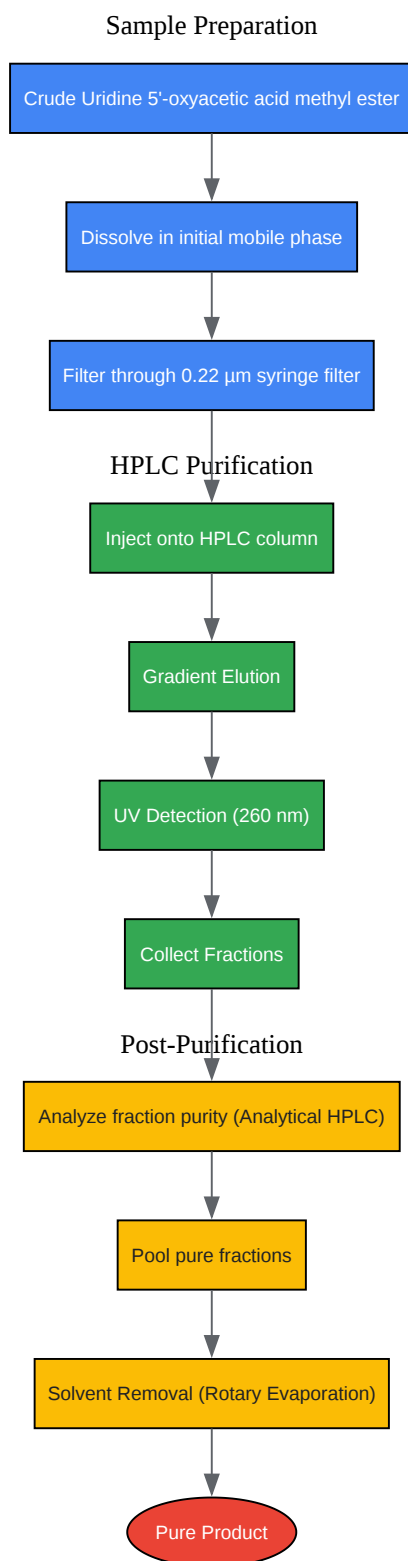 Sample Preparation
Crude Uridine 5'-oxyacetic acid methyl ester
Dissolve in initial mobile phase
Filter through 0.22 µm syringe filter
HPLC Purification
Inject onto HPLC column
Gradient Elution
UV Detection (260 nm)
Collect Fractions
Post-Purification
Analyze fraction purity (Analytical HPLC)
Pool pure fractions
Solvent Removal (Rotary Evaporation)
Pure Product